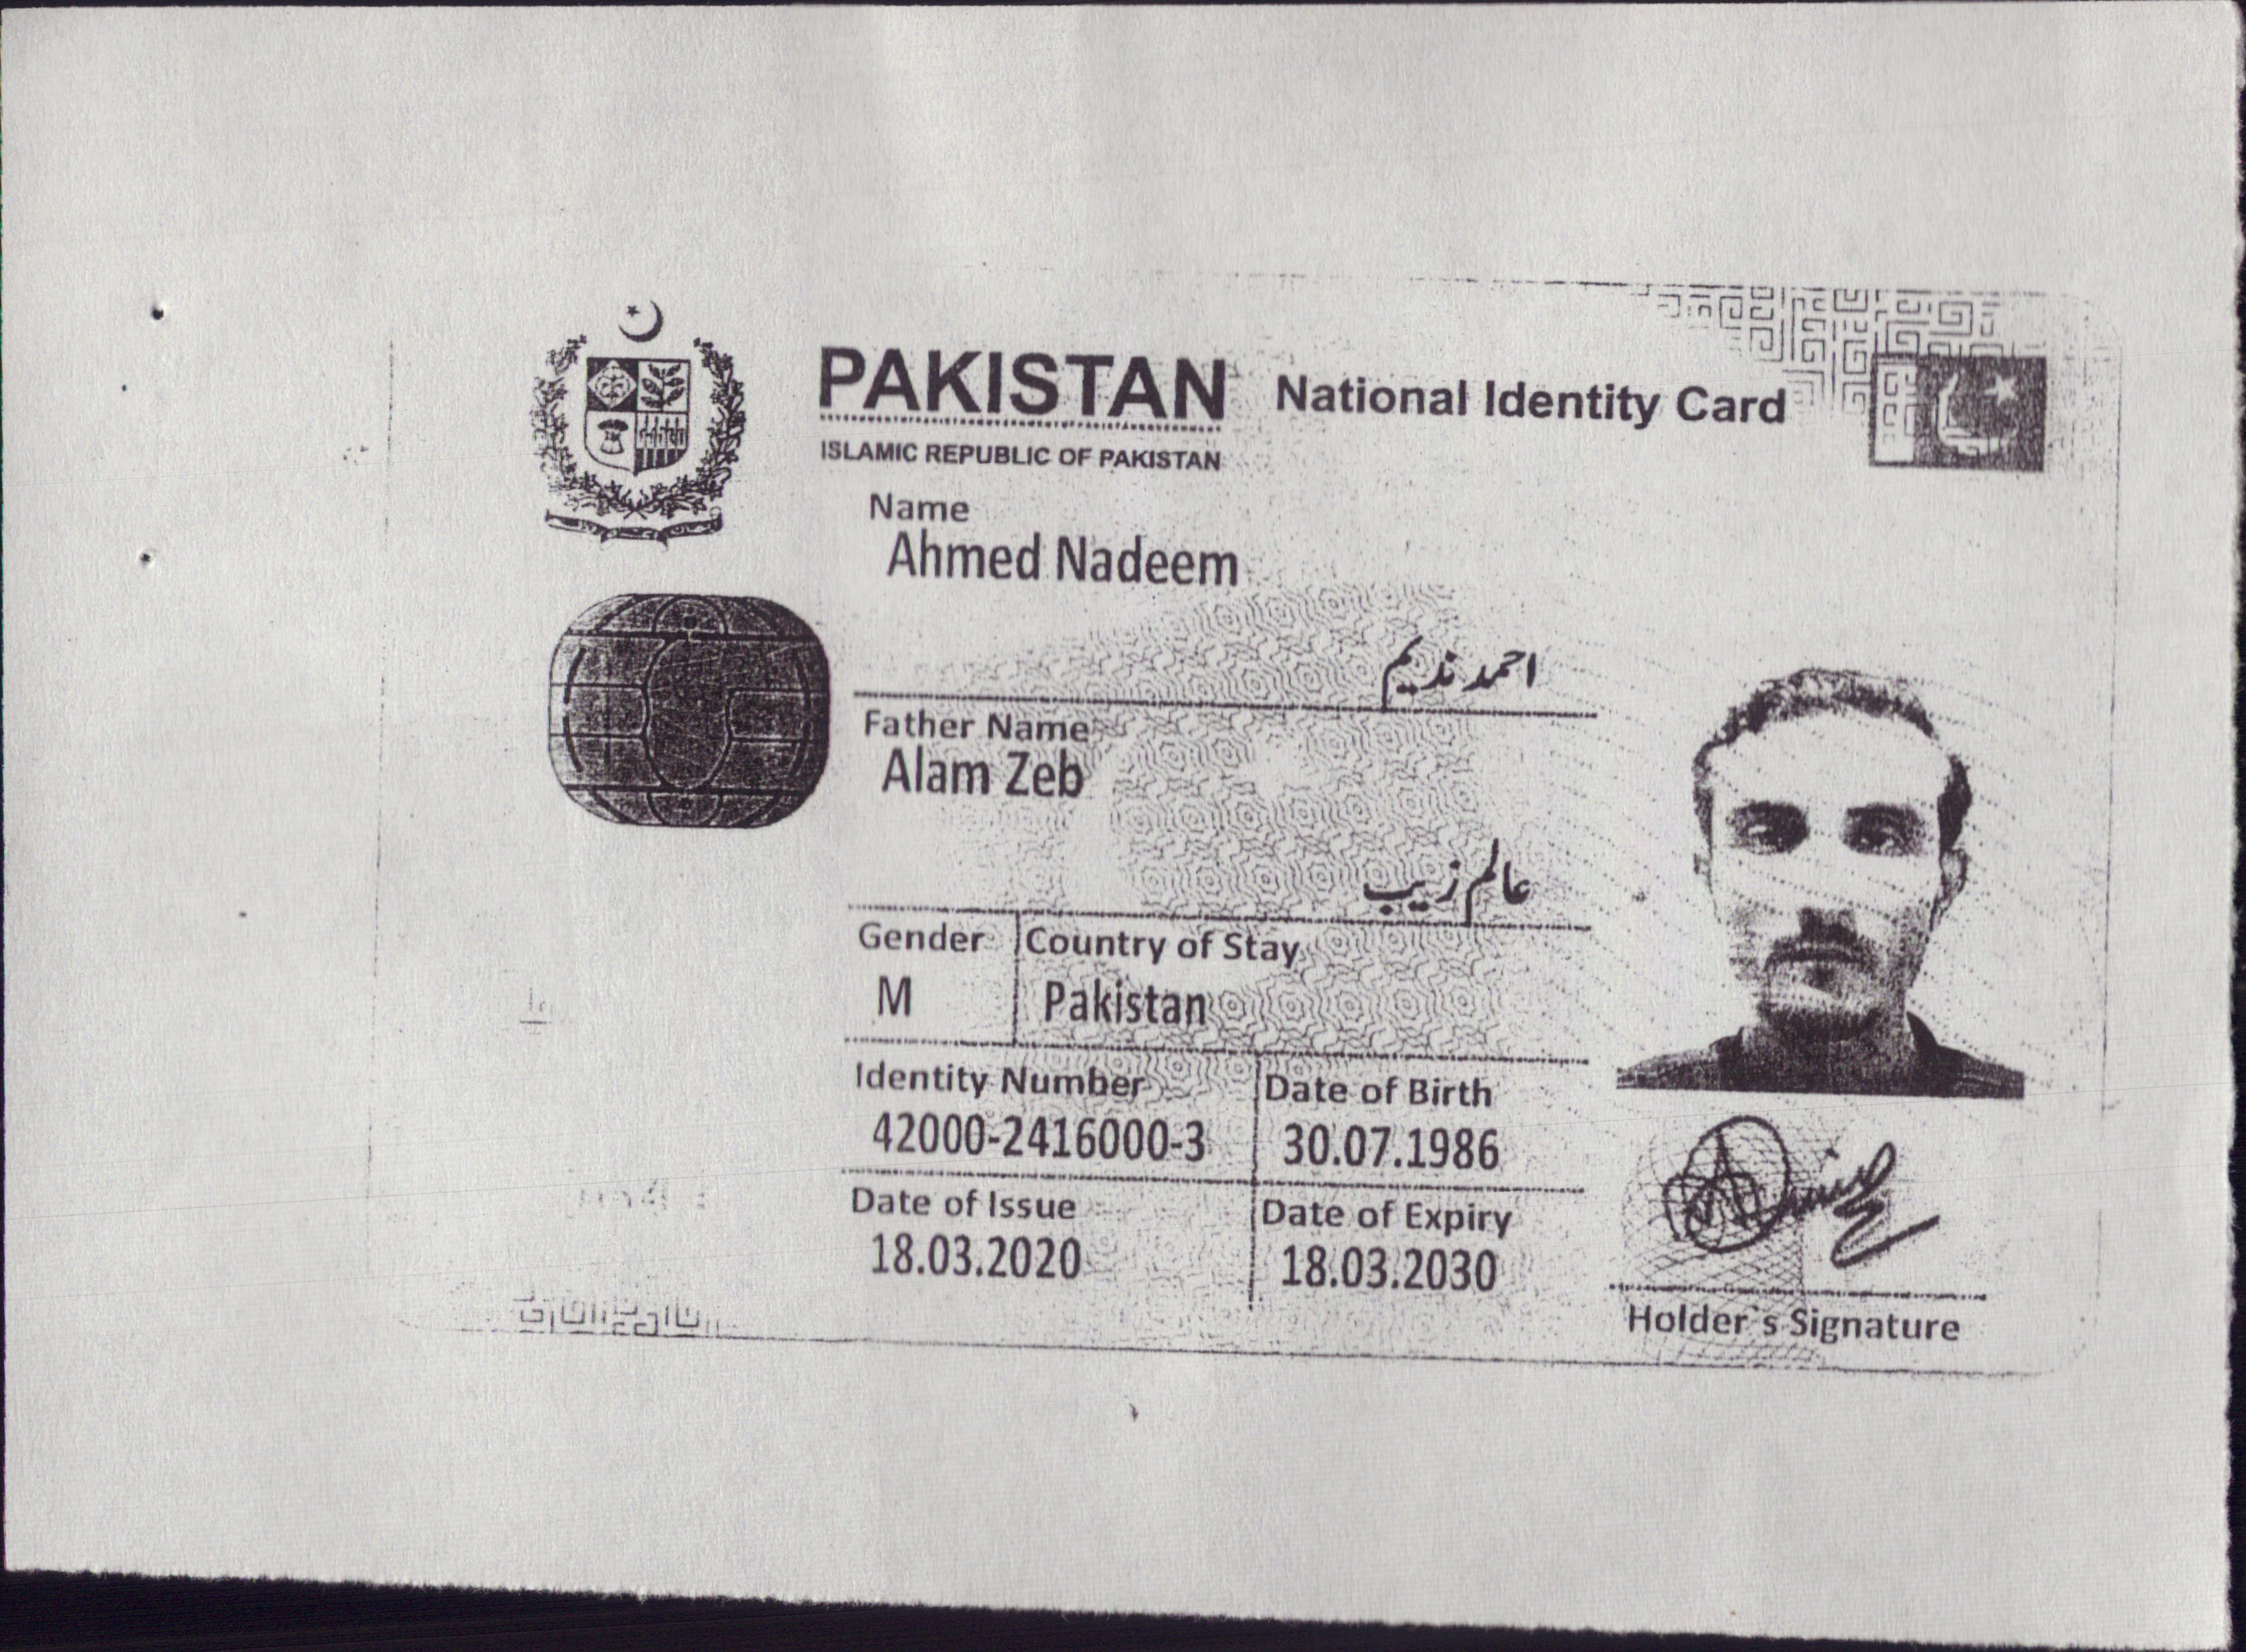 PAKISTAN National Identity Card
ISLAMIC REPUBLIC OF PAKISTAN
Name
Ahmed Nadeem
احمد ندیم
Father Name
Alam Zeb
عالم زیب
Gender Country of Stay
M Pakistan
Identity Number Date of Birth
42000-2416000-3 30.07.1986
Date of Issue Date of Expiry
18.03.2020 18.03.2030
Holder's Signature